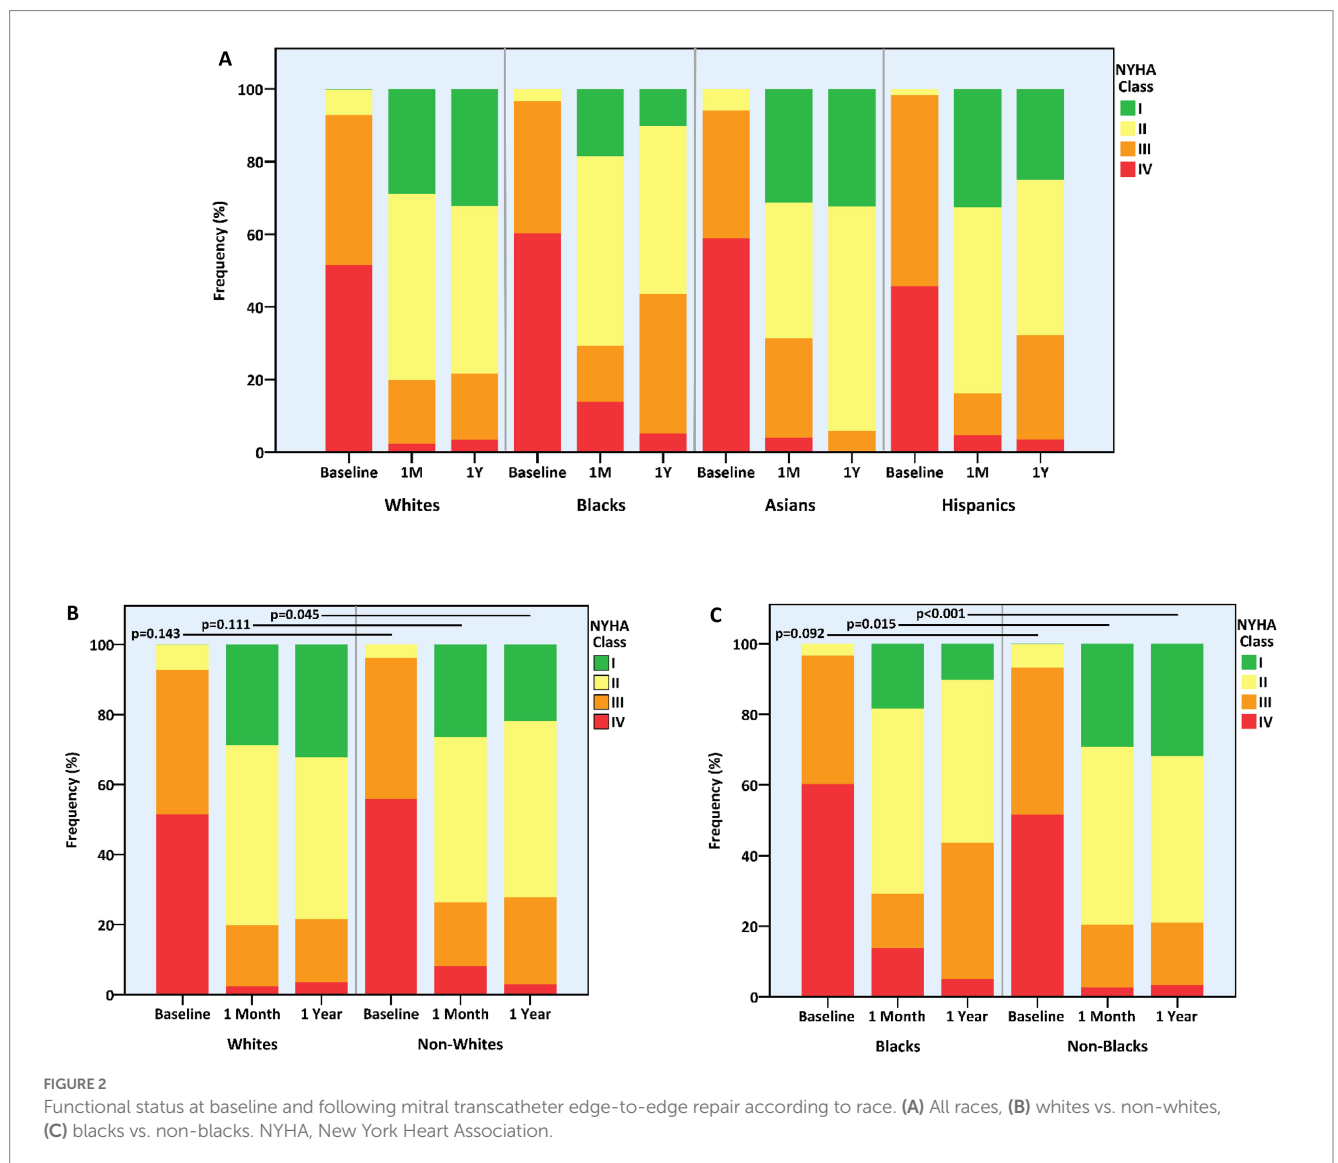 A
NYHA
Class
I
II
III
IV
100
80
60
40
20
0
Frequency (%)
Baseline 1M 1Y Baseline 1M 1Y Baseline 1M 1Y Baseline 1M 1Y
Whites Blacks Asians Hispanics
B
p=0.045
p=0.111
p=0.143
NYHA
Class
I
II
III
IV
100
80
60
40
20
0
Frequency (%)
Baseline 1 Month 1 Year Baseline 1 Month 1 Year
Whites Non-Whites
C
p<0.001
p=0.015
p=0.092
NYHA
Class
I
II
III
IV
100
80
60
40
20
0
Frequency (%)
Baseline 1 Month 1 Year Baseline 1 Month 1 Year
Blacks Non-Blacks
FIGURE 2
Functional status at baseline and following mitral transcatheter edge-to-edge repair according to race. (A) All races, (B) whites vs. non-whites,
(C) blacks vs. non-blacks. NYHA, New York Heart Association.